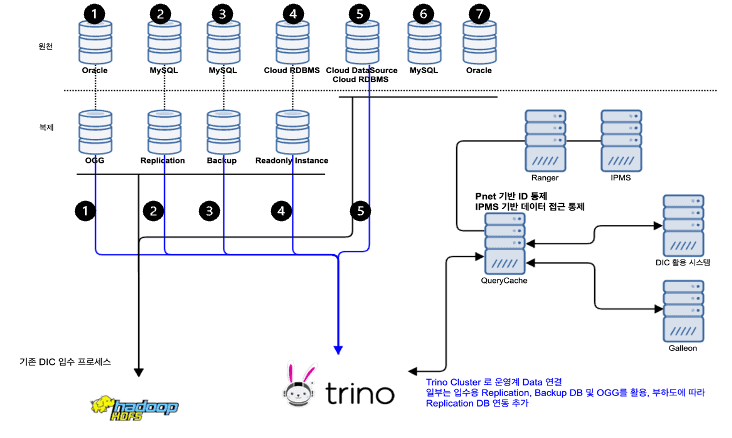 1 2 3 4 5 6 7
원천
Oracle MySQL MySQL Cloud RDBMS Cloud DataSource MySQL Oracle
Cloud RDBMS
복제
OGG Replication Backup Readonly Instance
Ranger IPMS
Pnet 기반 ID 통제
IPMS 기반 데이터 접근 통제
1 2 3 4 5
QueryCache
DIC 활용 시스템
Galleon
기존 DIC 입수 프로세스
hadoop
HDFS
trino
Trino Cluster 로 운영계 Data 연결
일부는 입수용 Replication, Backup DB 및 OGG를 활용, 부하도에 따라
Replication DB 연동 추가